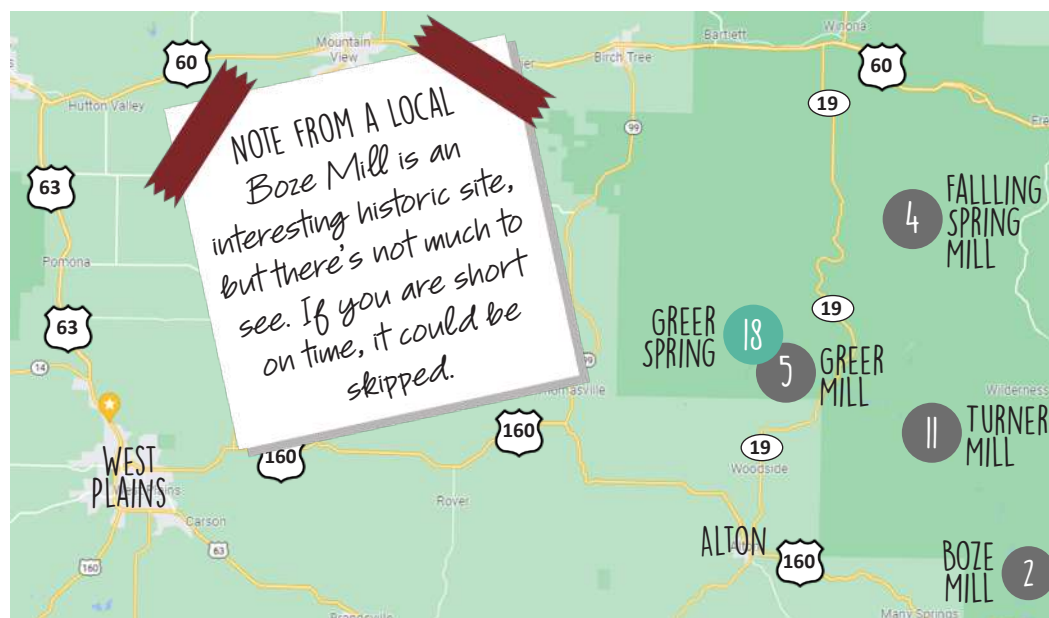 Mountain
View
60
Hutton Valley
Birch Tree
99
Bartlett
Winona
60
19
NOTE FROM A LOCAL
Boze Mill is an
interesting historic site,
but there's not much to
see. If you are short
on time, it could be
skipped.
63
Pomona
63
14
4
FALLLING
SPRING
MILL
19
GREER
SPRING
18
5
GREER
MILL
Wilderness
11
TURNER
MILL
160
160
19
Woodside
WEST
PLAINS
Rover
Carson
63
160
ALTON
160
BOZE
MILL
2
Many Springs